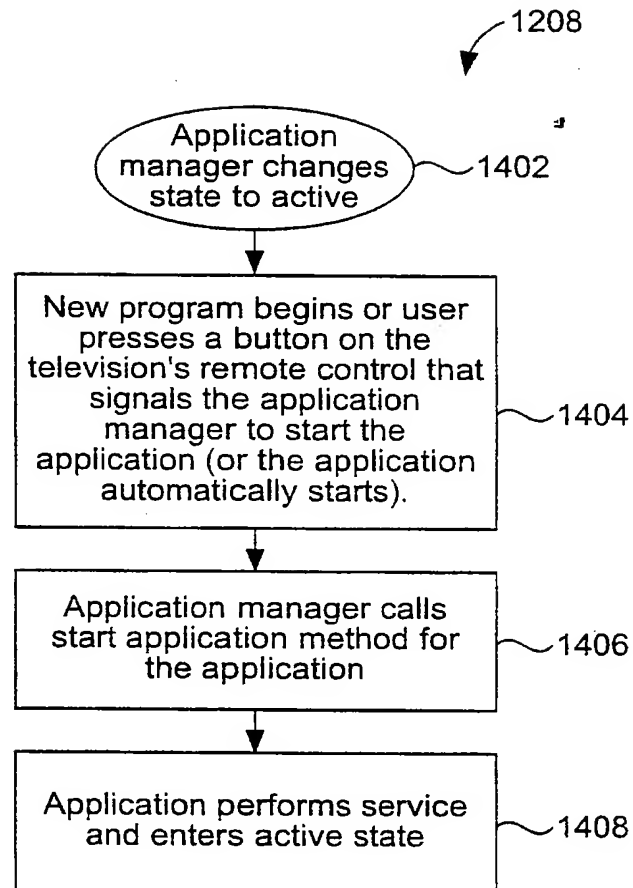 1208
Application
manager changes
state to active
1402
New program begins or user
presses a button on the
television's remote control that
signals the application
manager to start the
application (or the application
automatically starts).
1404
Application manager calls
start application method for
the application
1406
Application performs service
and enters active state
1408